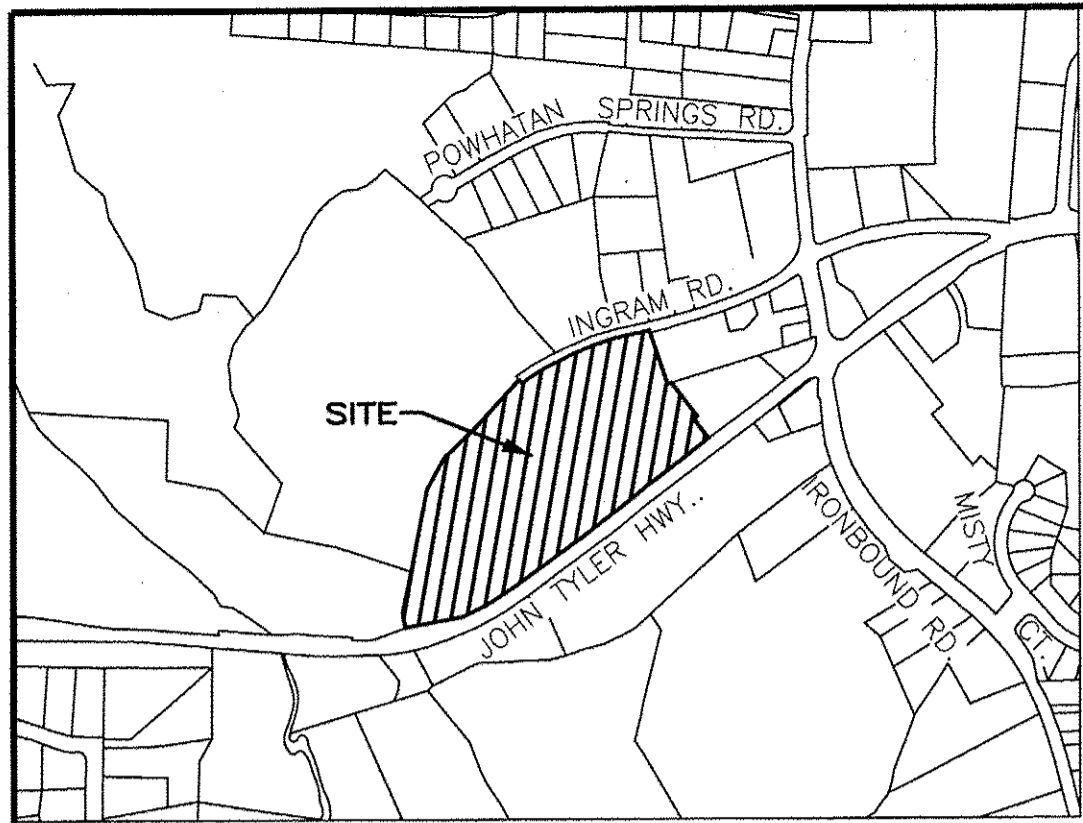 POWHATAN SPRINGS RD.
INGRAM RD.
SITE
JOHN TYLER HWY..
IRONBOUND RD.
MISTY CT.